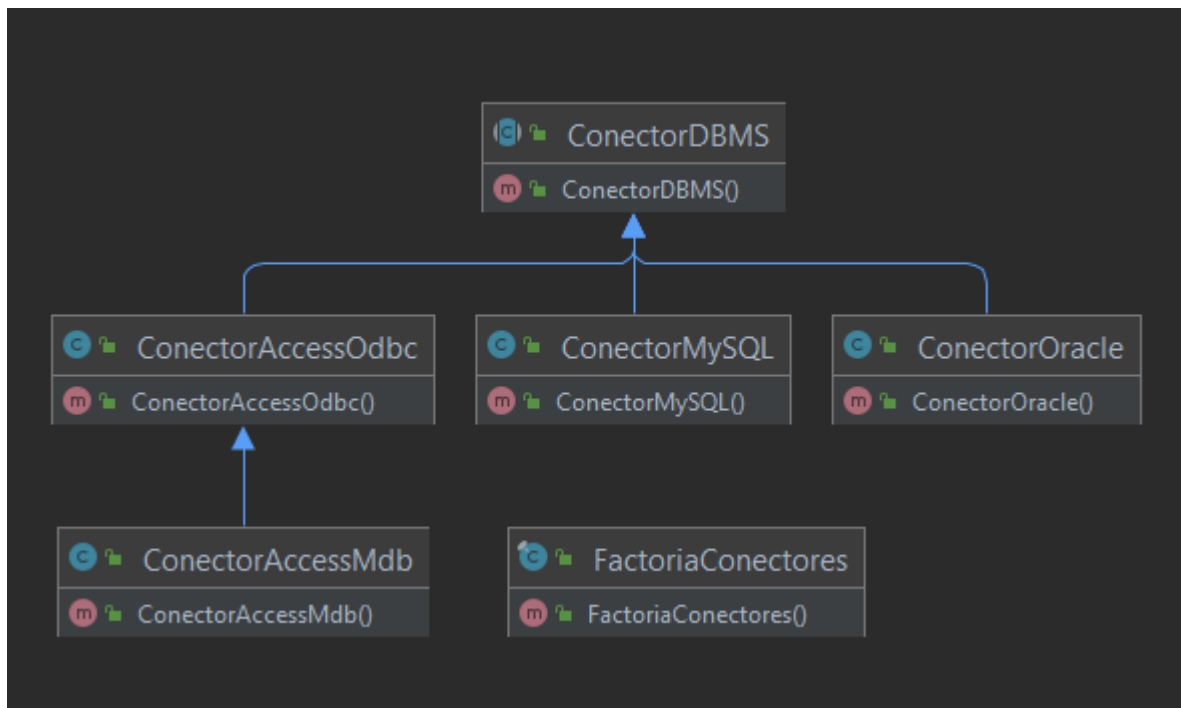 ConectorDBMS
ConectorDBMS()
ConectorAccessOdbc
ConectorAccessOdbc()
ConectorMySQL
ConectorMySQL()
ConectorOracle
ConectorOracle()
ConectorAccessMdb
ConectorAccessMdb()
FactoriaConectores
FactoriaConectores()